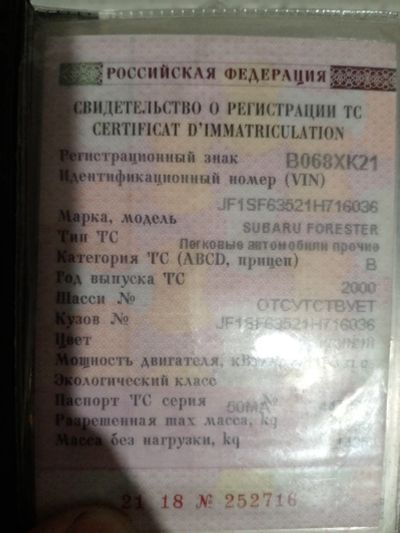 РОССИЙСКАЯ ФЕДЕРАЦИЯ
СВИДЕТЕЛЬСТВО О РЕГИСТРАЦИИ ТС
CERTIFICAT D'IMMATRICULATION
Регистрационный знак В068ХК21
Идентификационный номер (VIN)
JF1SF63521H716036
Марка, модель SUBARU FORESTER
Тип ТС Легковые автомобили прочие
Категория ТС (ABCD, прицеп) B
Год выпуска ТС 2000
Шасси № ОТСУТСТВУЕТ
Кузов № JF1SF63521H716036
Цвет
Мощность двигателя,
Экологический класс
Паспорт ТС серия 50МА №
Разрешенная max масса, kg
Масса без нагрузки, kg
21 18 № 252716